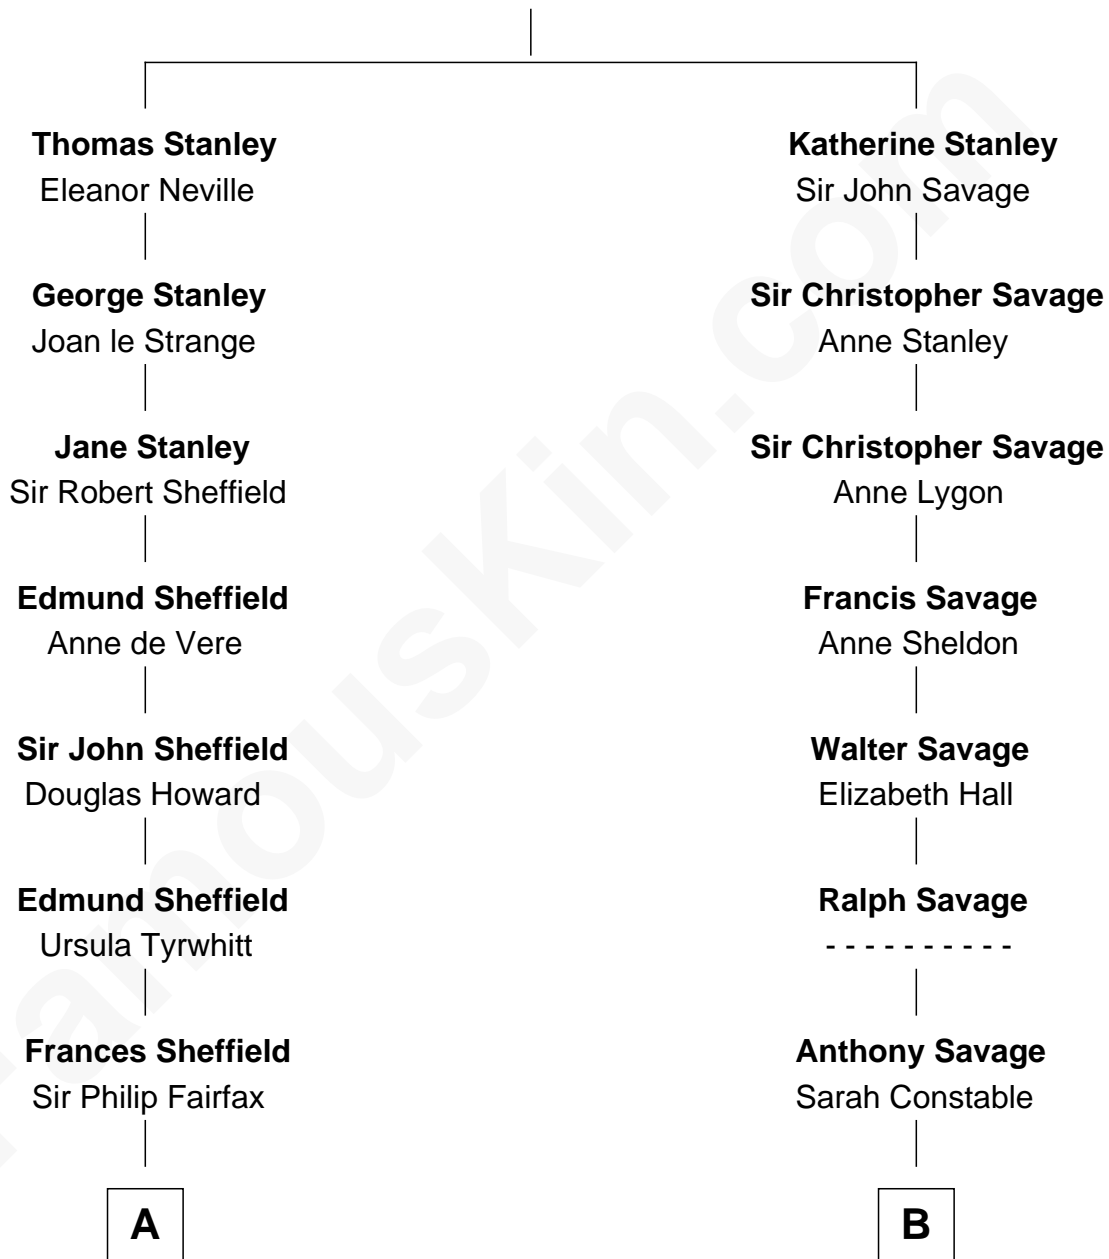 Thomas Stanley
Eleanor Neville
George Stanley
Joan le Strange
Jane Stanley
Sir Robert Sheffield
Edmund Sheffield
Anne de Vere
Sir John Sheffield
Douglas Howard
Edmund Sheffield
Ursula Tyrwhitt
Frances Sheffield
Sir Philip Fairfax
A
Katherine Stanley
Sir John Savage
Sir Christopher Savage
Anne Stanley
Sir Christopher Savage
Anne Lygon
Francis Savage
Anne Sheldon
Walter Savage
Elizabeth Hall
Ralph Savage
- - - - - - - - - -
Anthony Savage
Sarah Constable
B
FamousKin.com